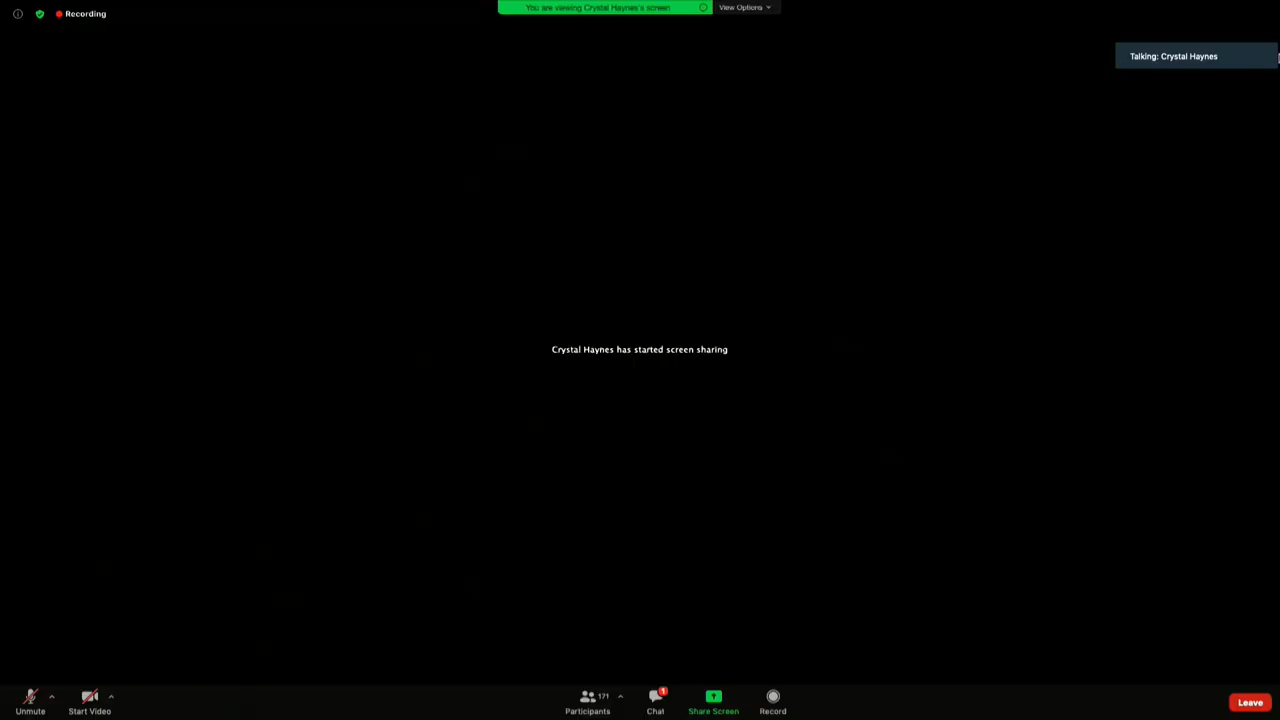 Recording
You are viewing Crystal Haynes's screen
View Options
Talking: Crystal Haynes
Crystal Haynes has started screen sharing
Unmute
Start Video
171
Participants
1
Chat
Share Screen
Record
Leave